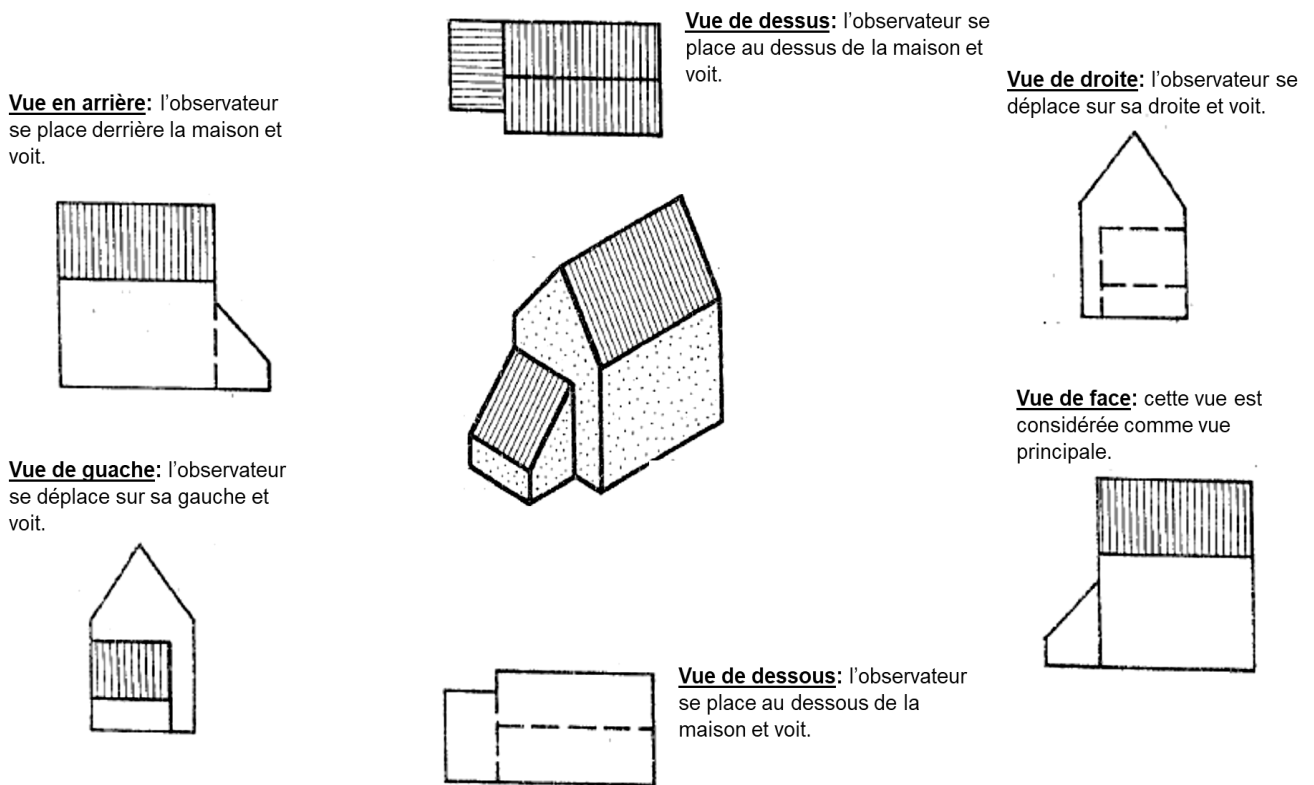 Vue de dessus: l’observateur se
place au dessus de la maison et
voit.
Vue de droite: l’observateur se
déplace sur sa droite et voit.
Vue en arrière: l’observateur
se place derrière la maison et
voit.
Vue de face: cette vue est
considérée comme vue
principale.
Vue de guache: l’observateur
se déplace sur sa gauche et
voit.
Vue de dessous: l’observateur
se place au dessous de la
maison et voit.